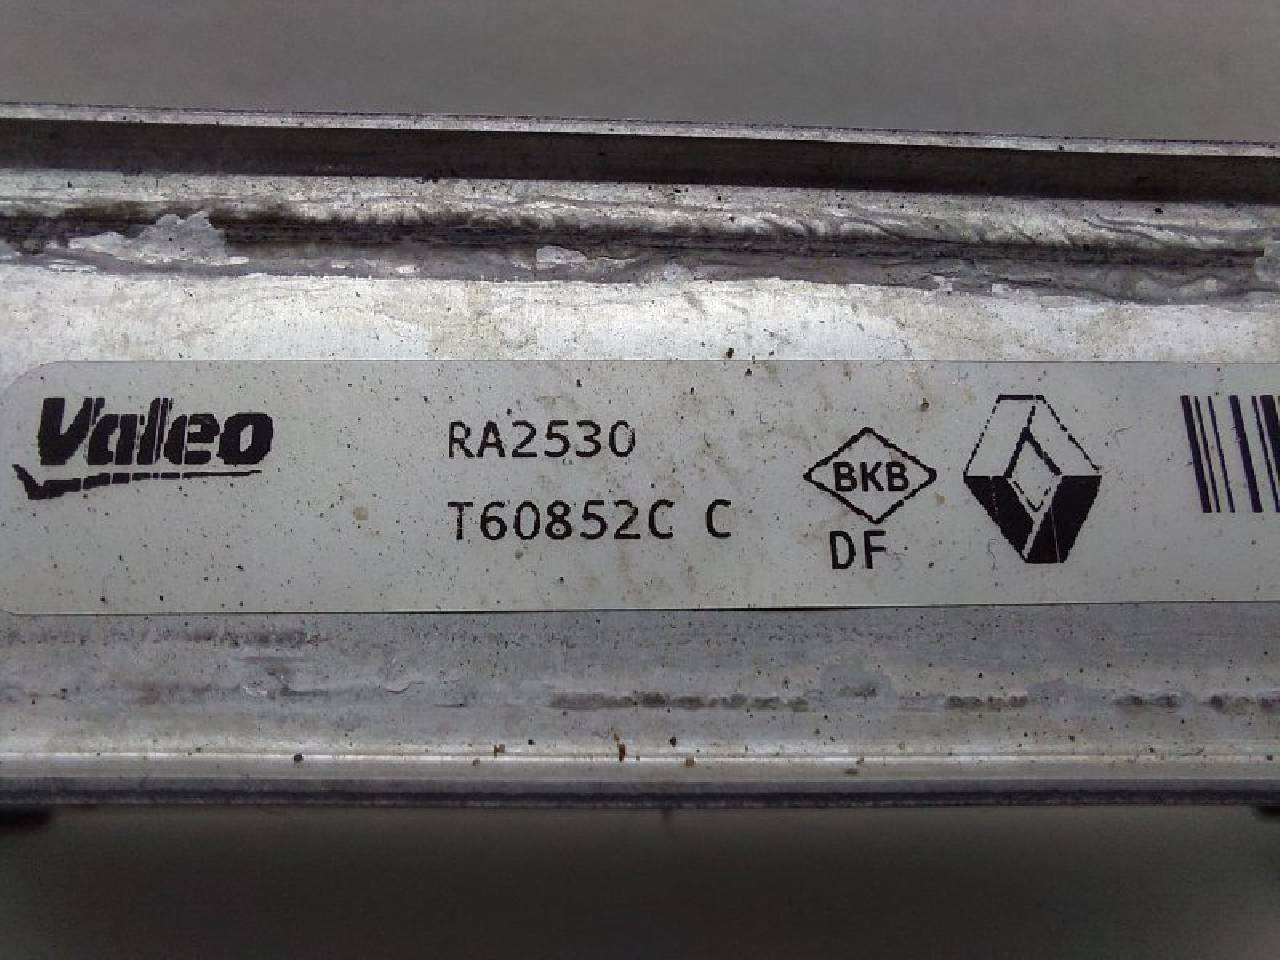 Valeo
RA2530
T60852C C
BKB
DF